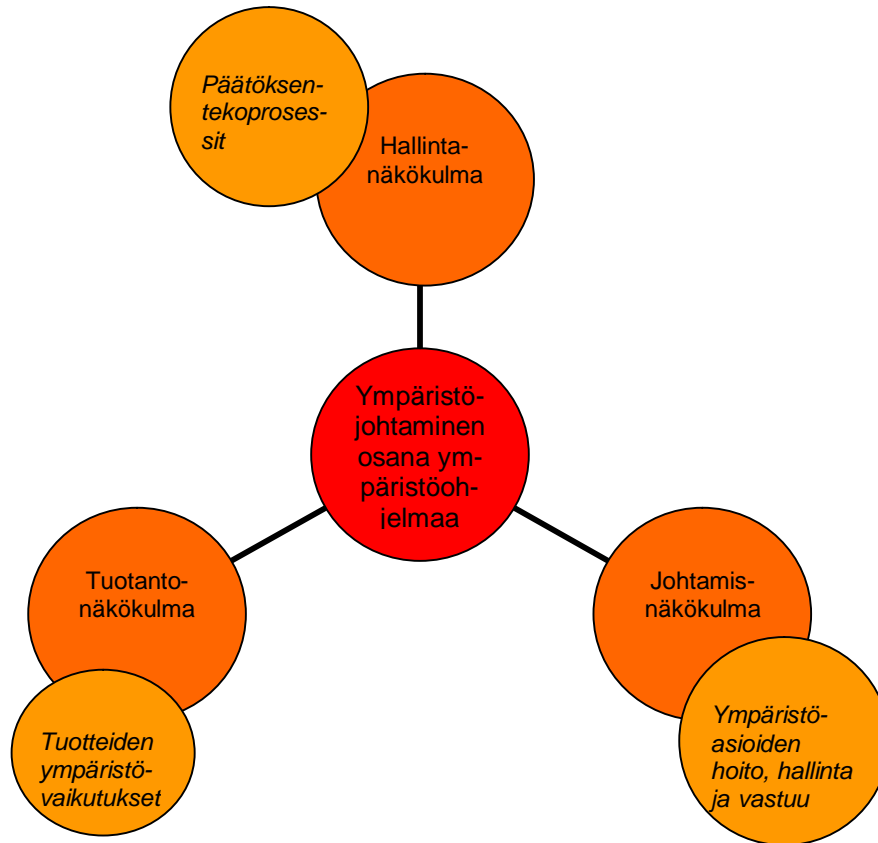 Päätöksen-
tekoproses-
sit
Hallinta-
näkökulma
Ympäristö-
johtaminen
osana ym-
päristöoh-
jelmaa
Tuotanto-
näkökulma
Johtamis-
näkökulma
Tuotteiden
ympäristö-
vaikutukset
Ympäristö-
asioiden
hoito, hallinta
ja vastuu